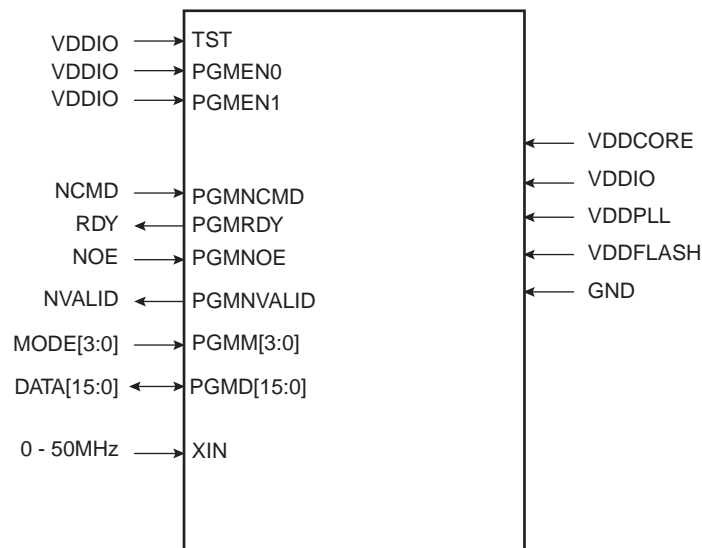 VDDIO TST
VDDIO PGMEN0
VDDIO PGMEN1
VDDCORE
VDDIO
NCMD PGMNCMD
RDY PGMRDY
VDDPLL
NOE PGMNOE
VDDFLASH
NVALID PGMNVALID
GND
MODE[3:0] PGMM[3:0]
DATA[15:0] PGMD[15:0]
0 - 50MHz XIN